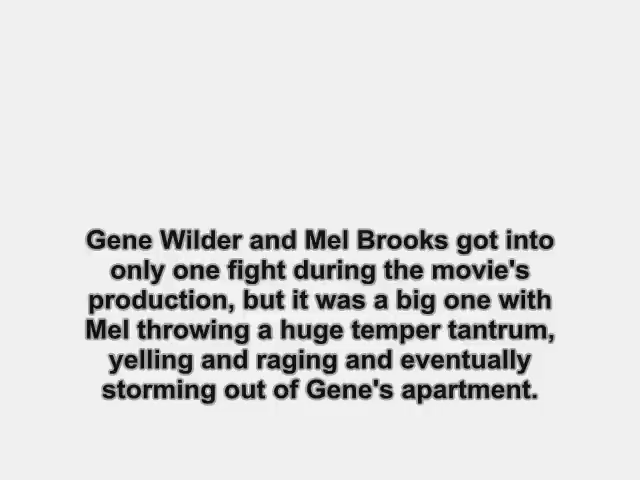 Gene Wilder and Mel Brooks got into
only one fight during the movie's
production, but it was a big one with
Mel throwing a huge temper tantrum,
yelling and raging and eventually
storming out of Gene's apartment.